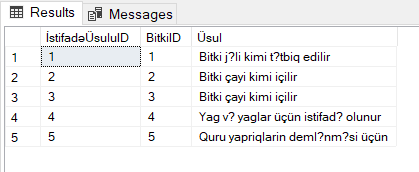 Results Messages
İstifadəÜsuluID BitkiID Üsul
1 1 1 Bitki j?li kimi t?tbiq edilir
2 2 2 Bitki çayi kimi içilir
3 3 3 Bitki çayi kimi içilir
4 4 4 Yag v? yaglar üçün istifad? olunur
5 5 5 Quru yapriqlarin deml?nm?si üçün